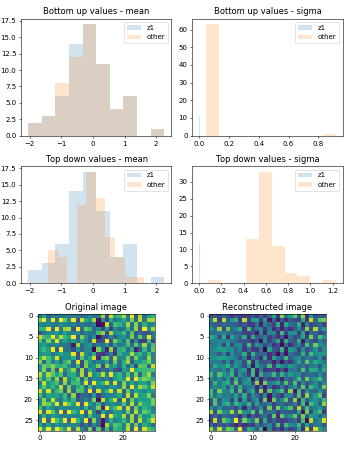 Bottom up values - mean
17.5
15.0
12.5
10.0
7.5
5.0
2.5
0.0
z1
other
−2 −1 0 1 2
Bottom up values - sigma
60
50
40
30
20
10
0
z1
other
0.0 0.2 0.4 0.6 0.8
Top down values - mean
17.5
15.0
12.5
10.0
7.5
5.0
2.5
0.0
z1
other
−2 −1 0 1 2
Top down values - sigma
30
25
20
15
10
5
0
z1
other
0.0 0.2 0.4 0.6 0.8 1.0 1.2
Original image
0
5
10
15
20
25
0 10 20
Reconstructed image
0
5
10
15
20
25
0 10 20